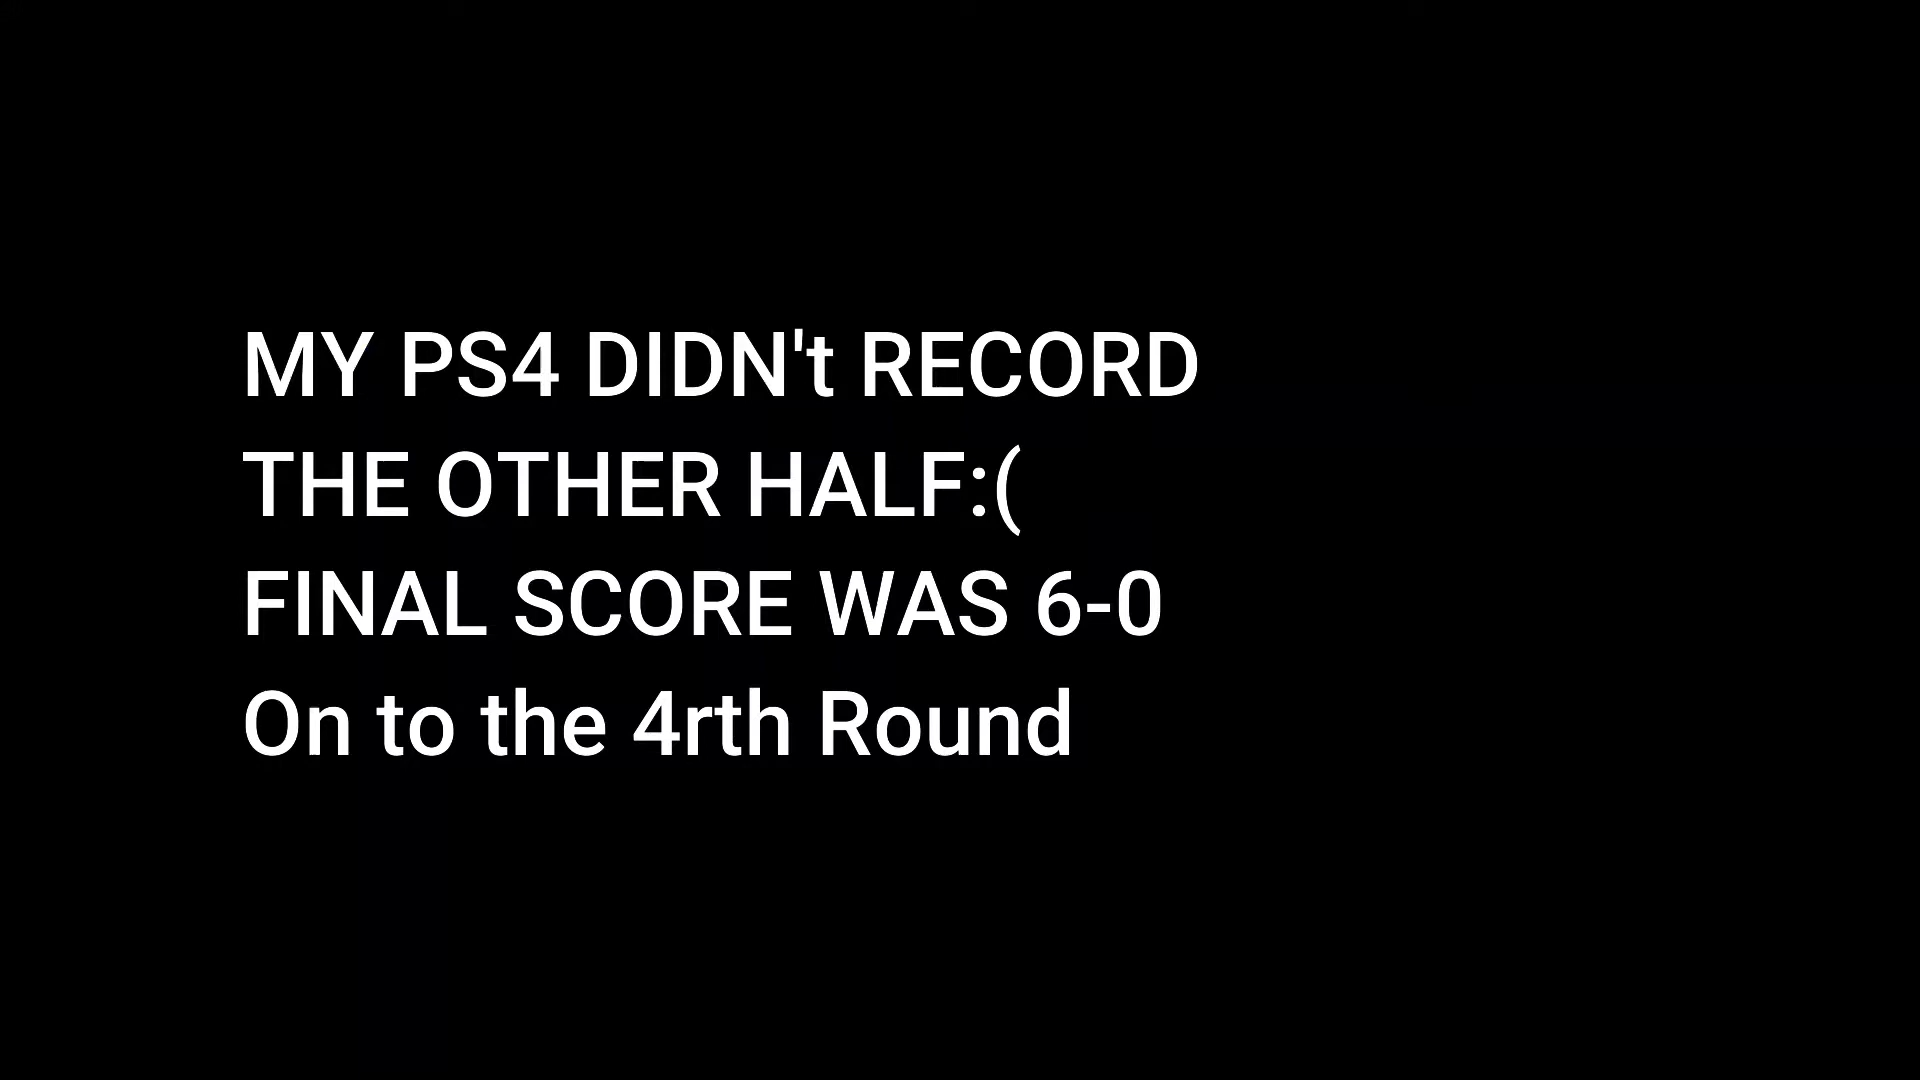 MY PS4 DIDN't RECORD
THE OTHER HALF:(
FINAL SCORE WAS 6-0
On to the 4rth Round